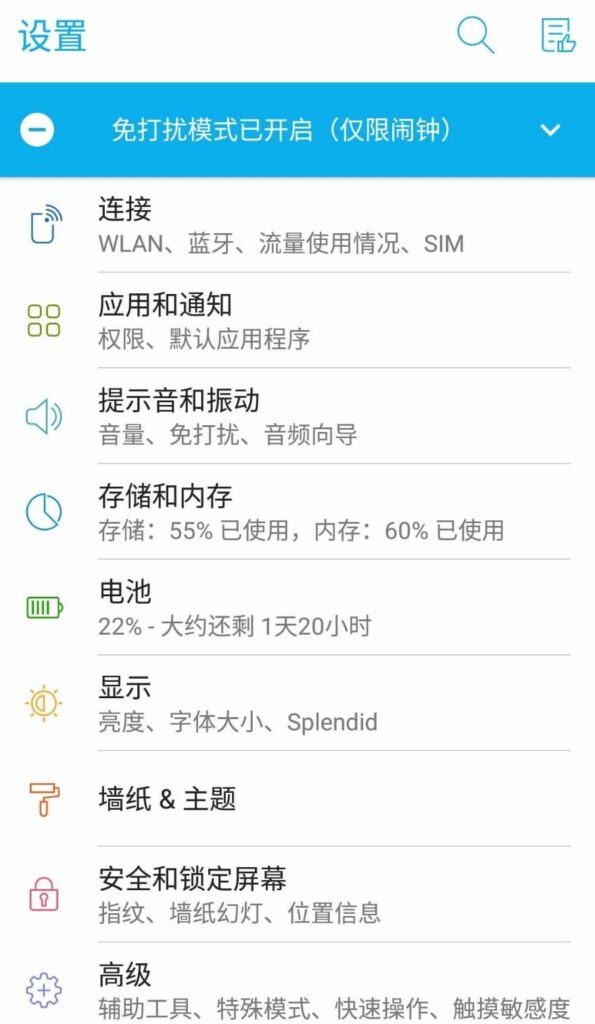 设置
免打扰模式已开启（仅限闹钟）
连接
WLAN、蓝牙、流量使用情况、SIM
应用和通知
权限、默认应用程序
提示音和振动
音量、免打扰、音频向导
存储和内存
存储：55% 已使用，内存：60% 已使用
电池
22% - 大约还剩 1天20小时
显示
亮度、字体大小、Splendid
墙纸 & 主题
安全和锁定屏幕
指纹、墙纸幻灯、位置信息
高级
辅助工具、特殊模式、快速操作、触摸敏感度